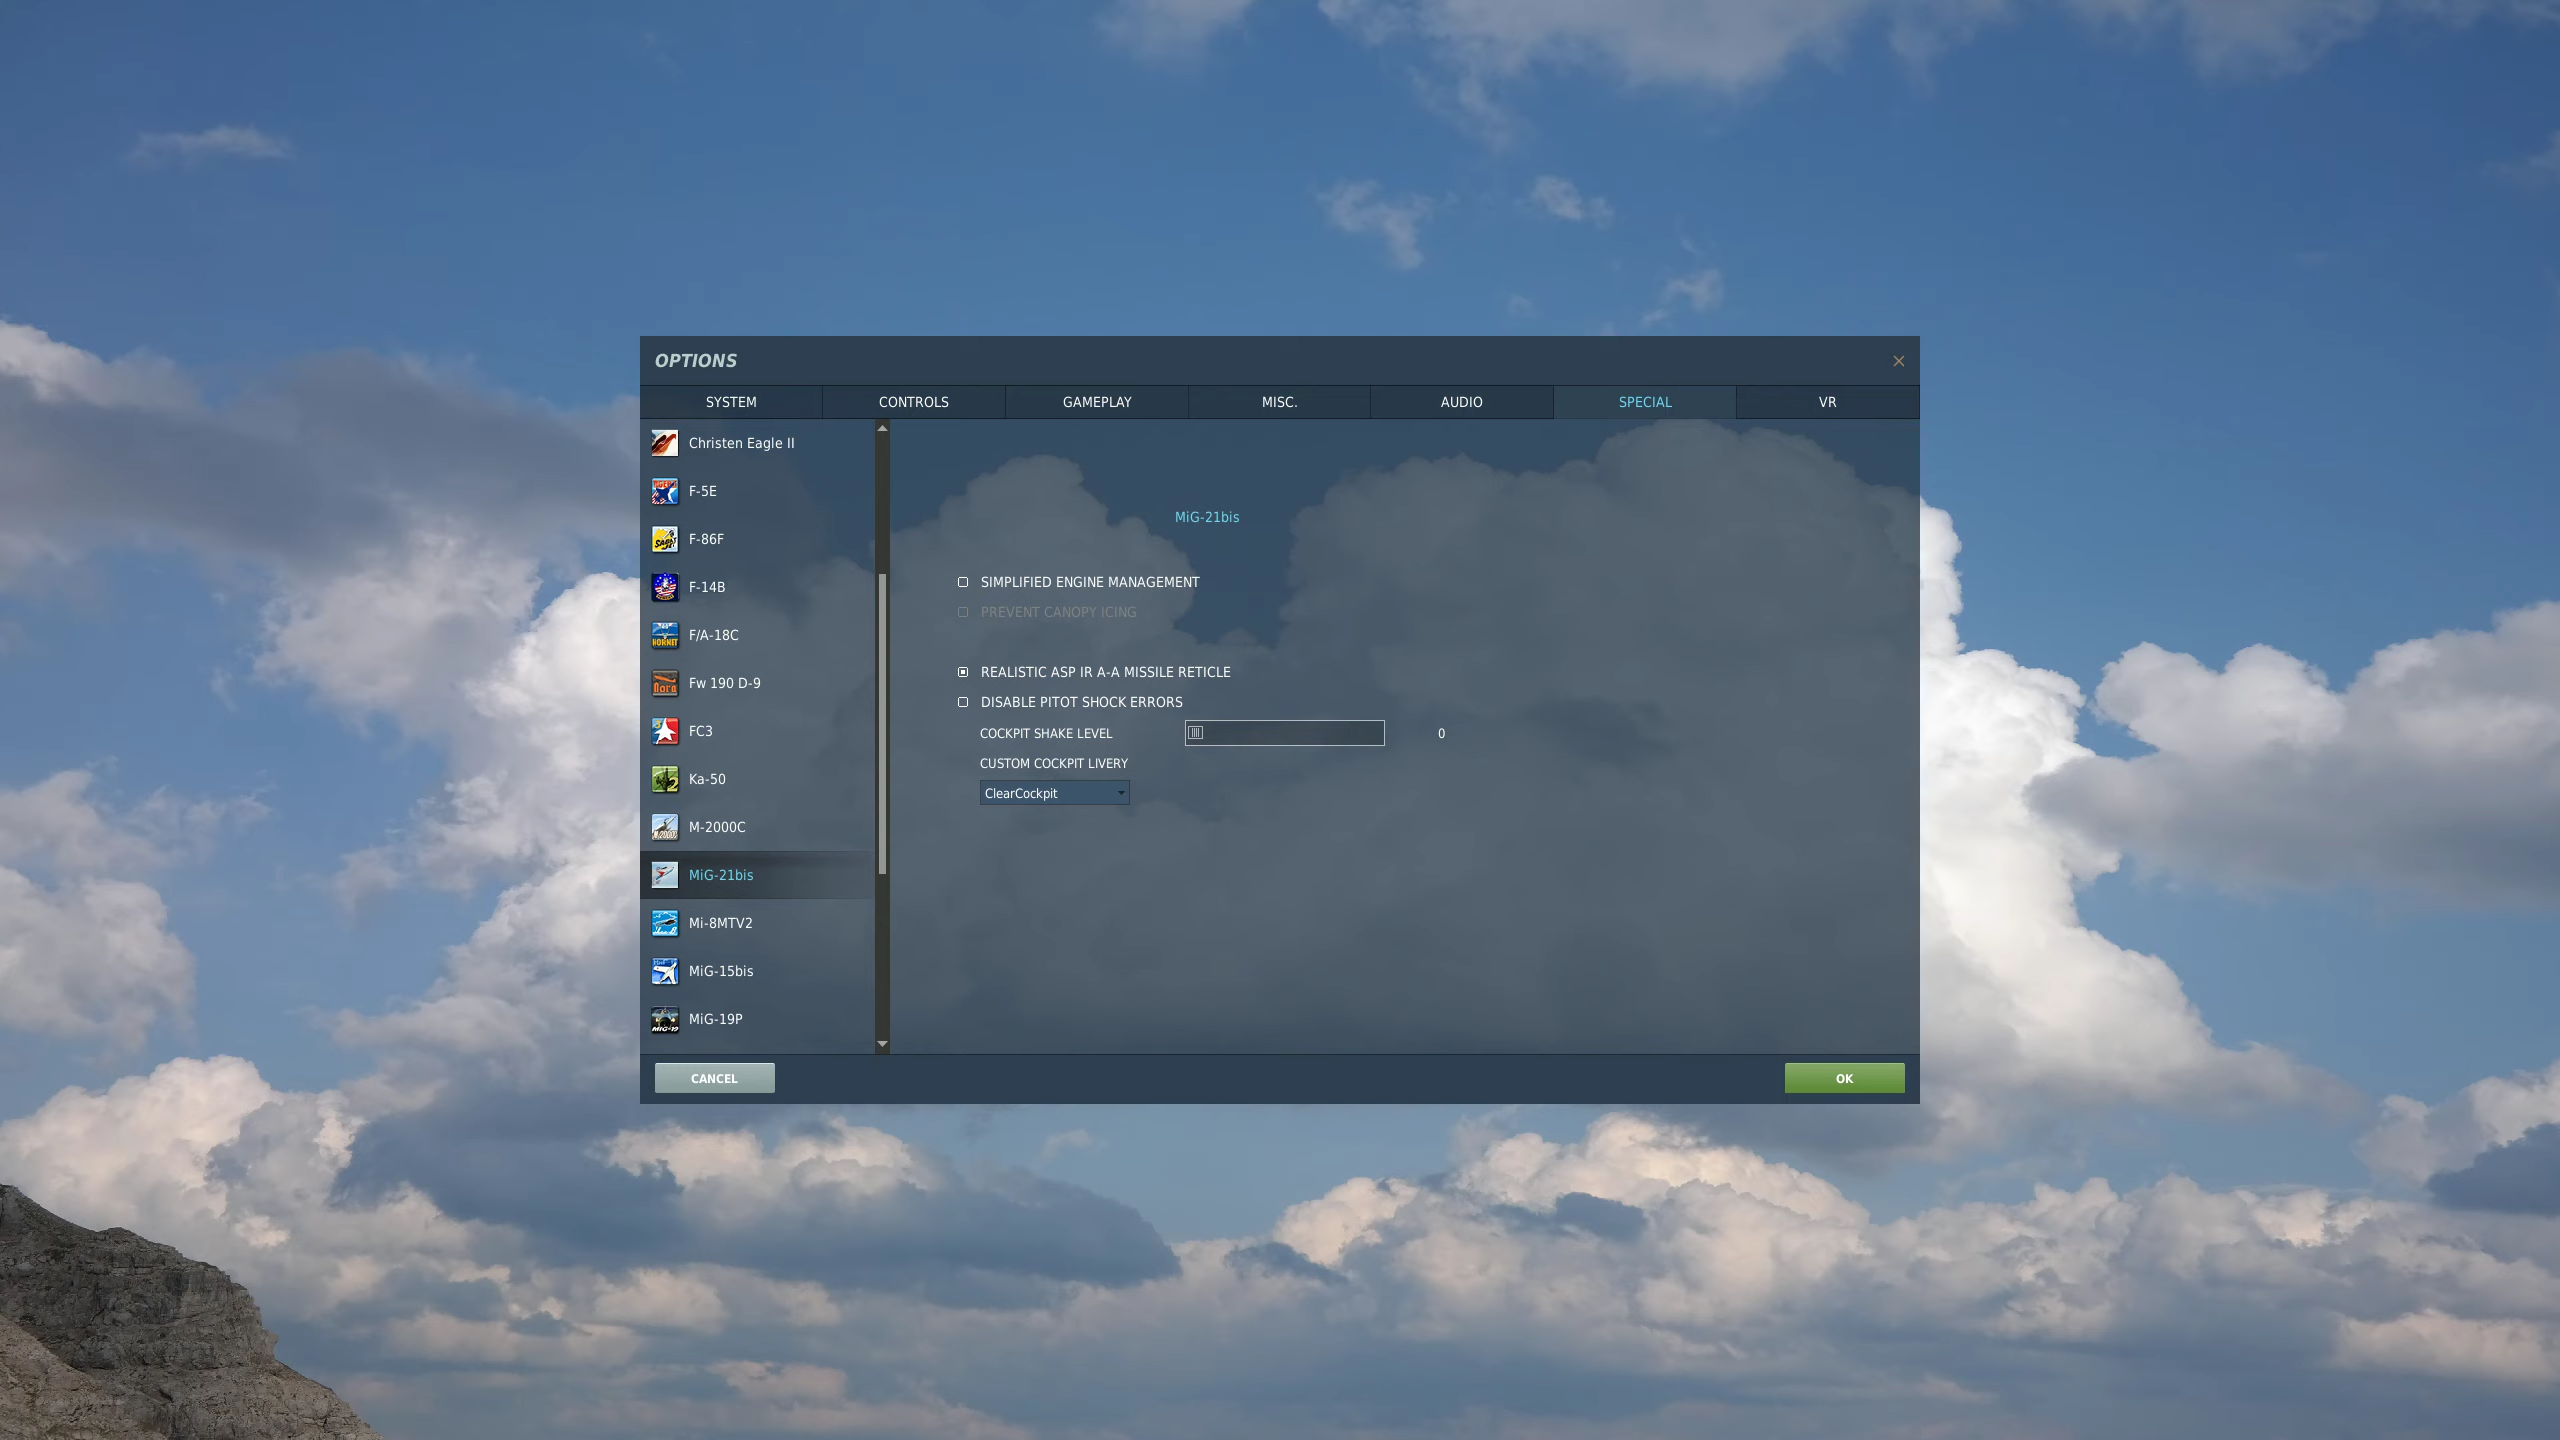 OPTIONS
SYSTEM CONTROLS GAMEPLAY MISC. AUDIO SPECIAL VR
Christen Eagle II
F-5E
F-86F
F-14B
F/A-18C
Fw 190 D-9
FC3
Ka-50
M-2000C
MiG-21bis
Mi-8MTV2
MiG-15bis
MiG-19P
MiG-21bis
SIMPLIFIED ENGINE MANAGEMENT
PREVENT CANOPY ICING
REALISTIC ASP IR A-A MISSILE RETICLE
DISABLE PITOT SHOCK ERRORS
COCKPIT SHAKE LEVEL 0
CUSTOM COCKPIT LIVERY
ClearCockpit
CANCEL OK